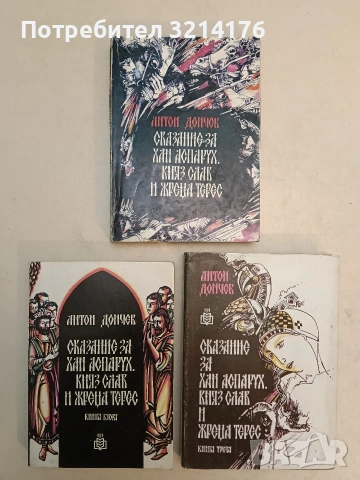 Потребител 3214176
АНТОН ДОНЧЕВ
СКАЗАНИЕ ЗА
ХАН АСПАРУХ,
КНЯЗ СЛАВ
И ЖРЕЦА ТЕРЕС
АНТОН ДОНЧЕВ
СКАЗАНИЕ ЗА
ХАН АСПАРУХ,
КНЯЗ СЛАВ
И ЖРЕЦА ТЕРЕС
КНИГА ВТОРА
АНТОН
ДОНЧЕВ
СКАЗАНИЕ
ЗА
ХАН АСПАРУХ,
КНЯЗ СЛАВ
И
ЖРЕЦА ТЕРЕС
КНИГА ТРЕТА
BAZAR